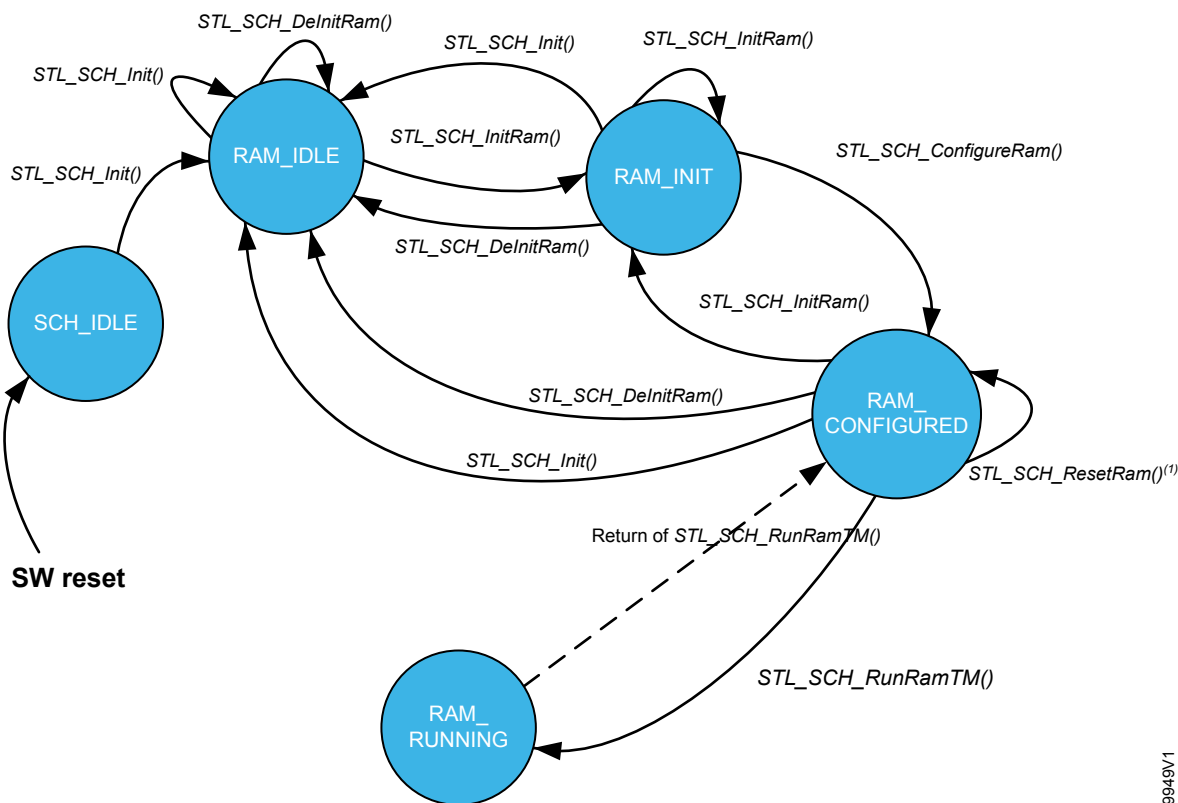 STL_SCH_DeInitRam()
STL_SCH_Init()
STL_SCH_InitRam()
STL_SCH_Init()
STL_SCH_InitRam()
RAM_IDLE
STL_SCH_ConfigureRam()
STL_SCH_Init()
RAM_INIT
STL_SCH_DeInitRam()
STL_SCH_InitRam()
SCH_IDLE
STL_SCH_DeInitRam()
RAM_
CONFIGURED
STL_SCH_Init()
STL_SCH_ResetRam()(1)
Return of STL_SCH_RunRamTM()
SW reset
STL_SCH_RunRamTM()
RAM_
RUNNING
9949V1